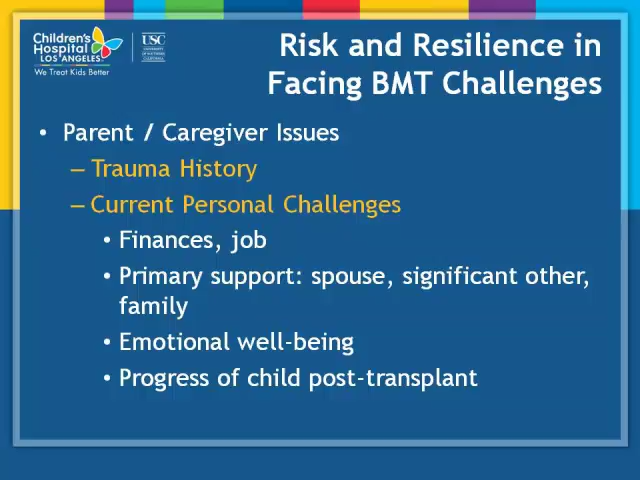 Children's
Hospital
LOS ANGELES
We Treat Kids Better
USC
Risk and Resilience in
Facing BMT Challenges
• Parent / Caregiver Issues
– Trauma History
– Current Personal Challenges
• Finances, job
• Primary support: spouse, significant other,
family
• Emotional well-being
• Progress of child post-transplant